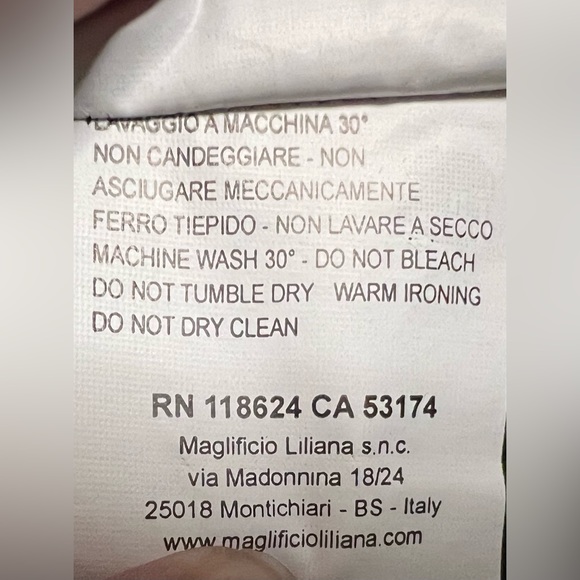 LAVAGGIO A MACCHINA 30°
NON CANDEGGIARE - NON
ASCIUGARE MECCANICAMENTE
FERRO TIEPIDO - NON LAVARE A SECCO
MACHINE WASH 30° - DO NOT BLEACH
DO NOT TUMBLE DRY WARM IRONING
DO NOT DRY CLEAN
RN 118624 CA 53174
Maglificio Liliana s.n.c.
via Madonnina 18/24
25018 Montichiari - BS - Italy
www.maglificioliliana.com